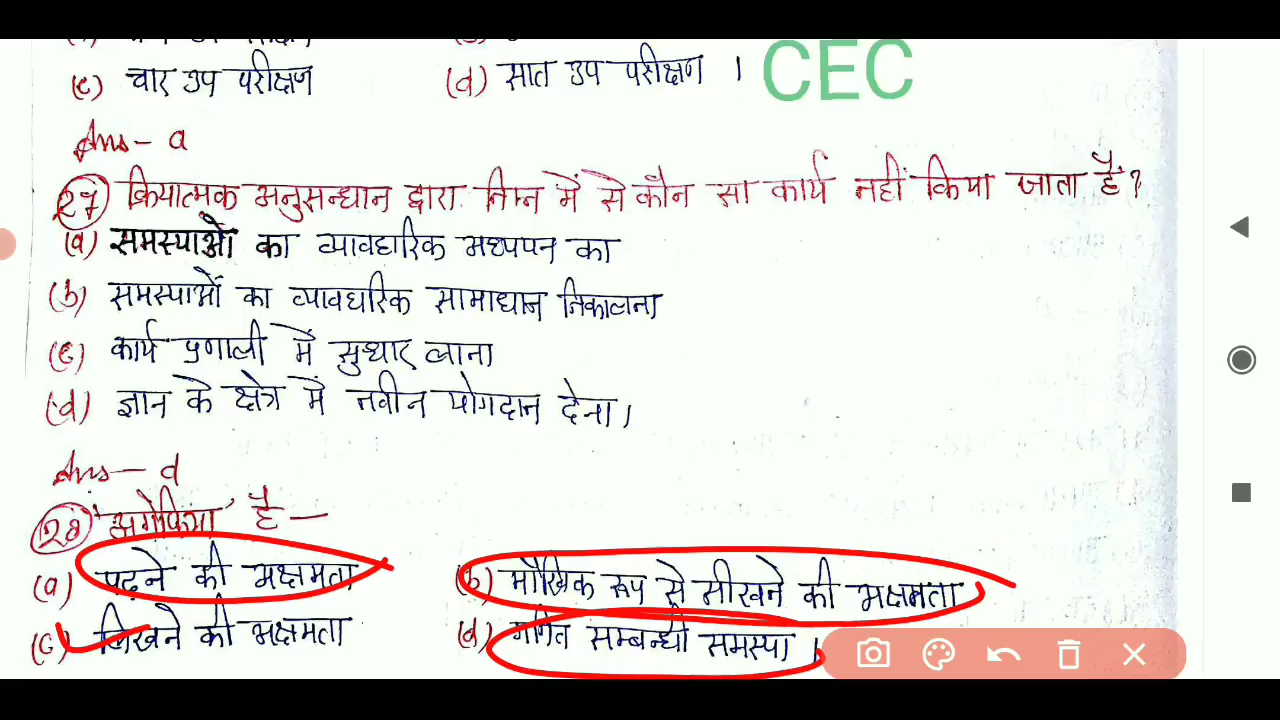 (c) चार उप परीक्षण (d) सात उप परीक्षण । CEC
Ans- a
27 क्रियात्मक अनुसन्धान द्वारा निम्न में से कौन सा कार्य नहीं किया जाता है?
(a) समस्याओं का व्यावहारिक अध्ययन का
(b) समस्याओं का व्यावहारिक सामाधान निकालना
(c) कार्य प्रणाली में सुधार लाना
(d) ज्ञान के क्षेत्र में नवीन योगदान देना।
Ans- d
28 'अग्रेफिया' है —
(a) पढ़ने की अक्षमता (b) मौखिक रूप से सीखने की अक्षमता
(c) लिखने की अक्षमता (d) गणित सम्बन्धी समस्या ।